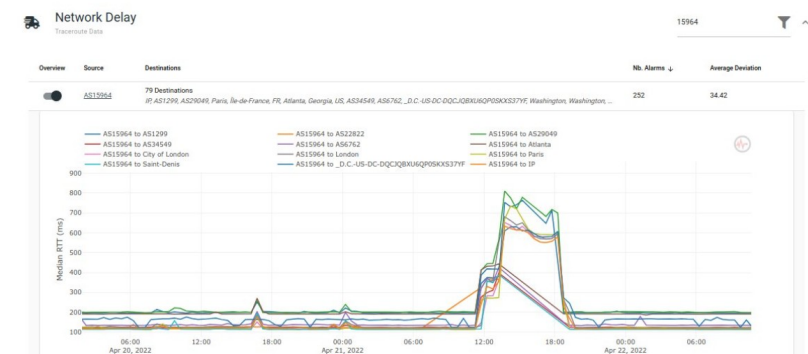 Network Delay
Traceroute Data
15964
Overview Source Destinations Nb. Alarms ↓ Average Deviation
AS15964 79 Destinations 252 34.42
IP, AS1299, AS29049, Paris, Île-de-France, FR, Atlanta, Georgia, US, AS34549, AS6762, _D.C.-US-DC-DQCJQBXU6QP0SKXS37YF, Washington, Washington, ...
AS15964 to AS1299 AS15964 to AS22822 AS15964 to AS29049
AS15964 to AS34549 AS15964 to AS6762 AS15964 to Atlanta
AS15964 to City of London AS15964 to London AS15964 to Paris
AS15964 to Saint-Denis AS15964 to _D.C.-US-DC-DQCJQBXU6QP0SKXS37YF AS15964 to IP
Median RTT (ms)
900
800
700
600
500
400
300
200
100
06:00 12:00 18:00 00:00 06:00 12:00 18:00 00:00 06:00
Apr 20, 2022 Apr 21, 2022 Apr 22, 2022